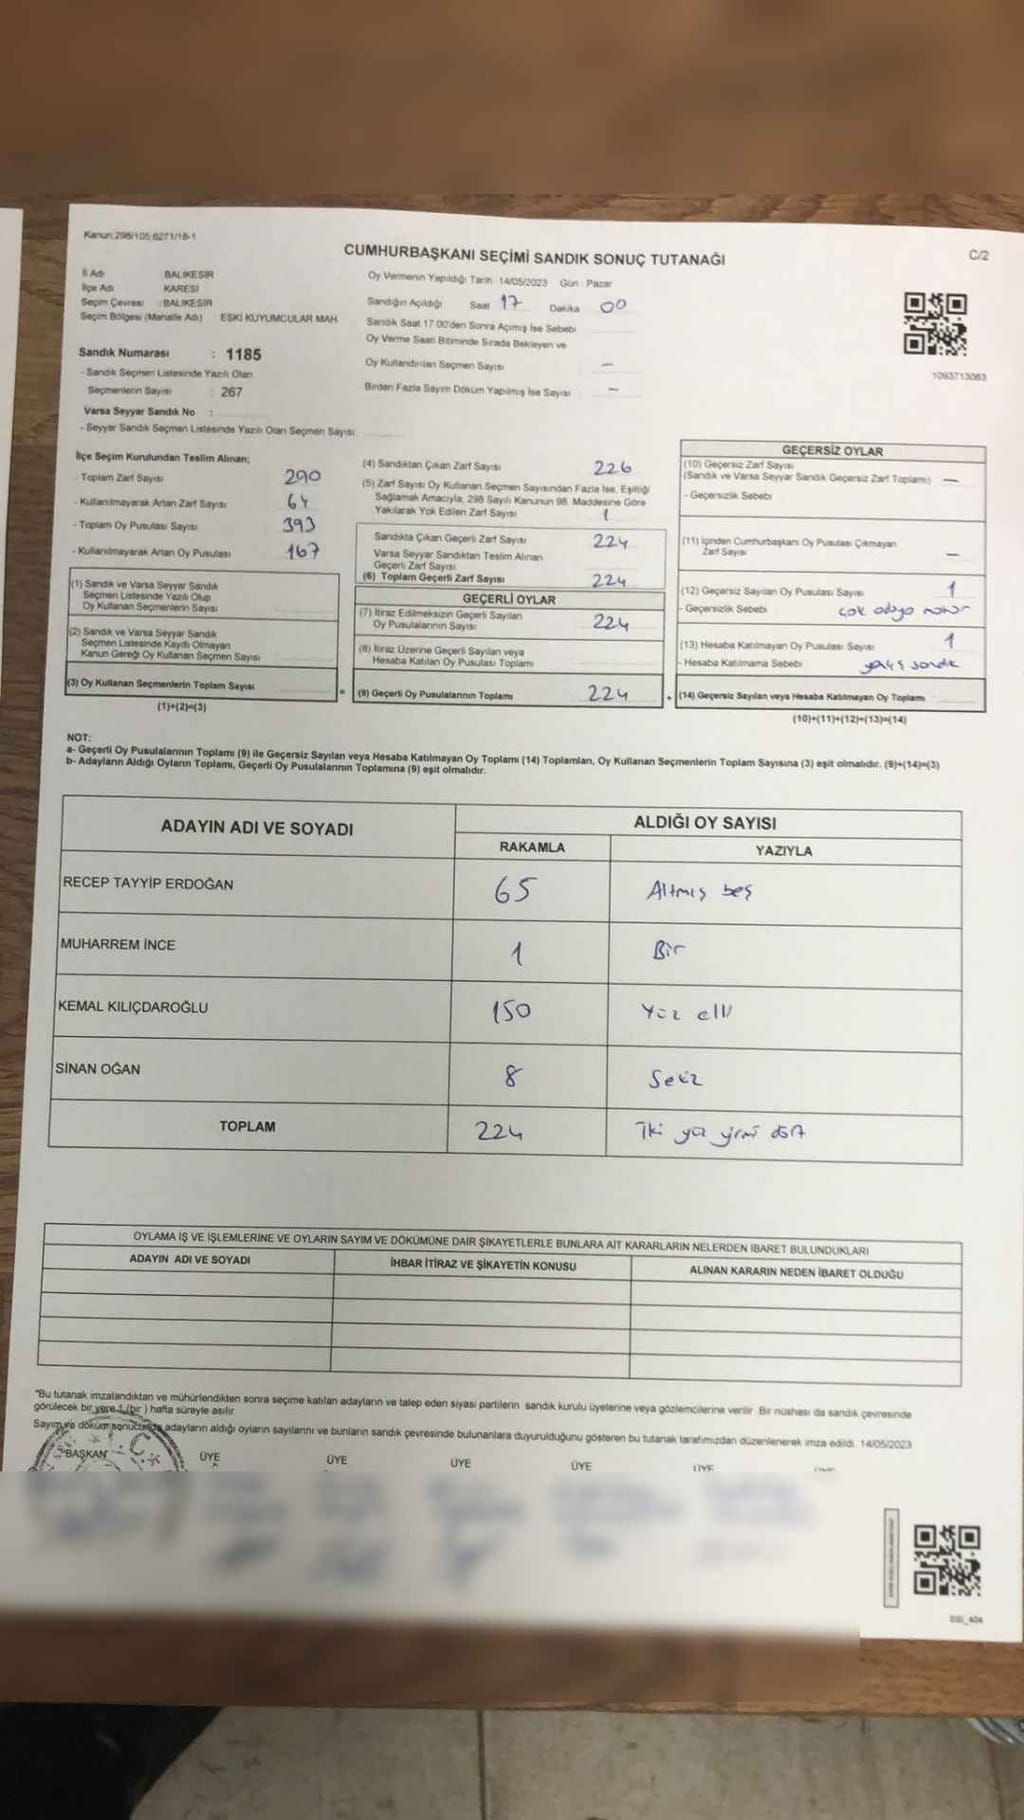 Kanun:298/105;6271/16-1
CUMHURBAŞKANI SEÇİMİ SANDIK SONUÇ TUTANAĞI
C/2
İl Adı BALIKESİR
İlçe Adı KARESİ
Seçim Çevresi : BALIKESİR
Seçim Bölgesi (Mahalle Adı) ESKİ KUYUMCULAR MAH.
Sandık Numarası : 1185
- Sandık Seçmen Listesinde Yazılı Olan
Seçmenlerin Sayısı : 267
Varsa Seyyar Sandık No :
- Seyyar Sandık Seçmen Listesinde Yazılı Olan Seçmen Sayısı
Oy Vermenin Yapıldığı Tarih 14/05/2023 Gün : Pazar
Sandığın Açıldığı Saat 17 Dakika 00
Sandık Saat 17:00'den Sonra Açımış İse Sebebi
Oy Verme Saati Bitiminde Sırada Bekleyen ve
Oy Kullandırılan Seçmen Sayısı —
Birden Fazla Sayım Döküm Yapılmış İse Sayısı : —
1093713083
İlçe Seçim Kurulundan Teslim Alınan;
- Toplam Zarf Sayısı 290
- Kullanılmayarak Artan Zarf Sayısı 64
- Toplam Oy Pusulası Sayısı 393
- Kullanılmayarak Artan Oy Pusulası 167
(1) Sandık ve Varsa Seyyar Sandık
Seçmen Listesinde Yazılı Olup
Oy Kullanan Seçmenlerin Sayısı
(2) Sandık ve Varsa Seyyar Sandık
Seçmen Listesinde Kayıtlı Olmayan
Kanun Gereği Oy Kullanan Seçmen Sayısı
(3) Oy Kullanan Seçmenlerin Toplam Sayısı
(1)+(2)=(3)
=
(4) Sandıktan Çıkan Zarf Sayısı 226
(5) Zarf Sayısı Oy Kullanan Seçmen Sayısından Fazla İse, Eşitliği
Sağlamak Amacıyla, 298 Sayılı Kanunun 98. Maddesine Göre
Yakılarak Yok Edilen Zarf Sayısı 1
Sandıkta Çıkan Geçerli Zarf Sayısı 224
Varsa Seyyar Sandıktan Teslim Alınan
Geçerli Zarf Sayısı
(6) Toplam Geçerli Zarf Sayısı 224
GEÇERLİ OYLAR
(7) İtiraz Edilmeksizin Geçerli Sayılan
Oy Pusulalarının Sayısı 224
(8) İtiraz Üzerine Geçerli Sayılan veya
Hesaba Katılan Oy Pusulası Toplamı
(9) Geçerli Oy Pusulalarının Toplamı 224
+
GEÇERSİZ OYLAR
(10) Geçersiz Zarf Sayısı
(Sandık ve Varsa Seyyar Sandık Geçersiz Zarf Toplamı) —
- Geçersizlik Sebebi
(11) İçinden Cumhurbaşkanı Oy Pusulası Çıkmayan
Zarf Sayısı —
(12) Geçersiz Sayılan Oy Pusulası Sayısı 1
- Geçersizlik Sebebi çok adaya mühür
(13) Hesaba Katılmayan Oy Pusulası Sayısı 1
- Hesaba Katılmama Sebebi yanlış sandık
(14) Geçersiz Sayılan veya Hesaba Katılmayan Oy Toplamı
(10)+(11)+(12)+(13)=(14)
NOT:
a- Geçerli Oy Pusulalarının Toplamı (9) ile Geçersiz Sayılan veya Hesaba Katılmayan Oy Toplamı (14) Toplamları, Oy Kullanan Seçmenlerin Toplam Sayısına (3) eşit olmalıdır. (9)+(14)=(3)
b- Adayların Aldığı Oyların Toplamı, Geçerli Oy Pusulalarının Toplamına (9) eşit olmalıdır.
ADAYIN ADI VE SOYADI
ALDIĞI OY SAYISI
RAKAMLA YAZIYLA
RECEP TAYYİP ERDOĞAN 65 Altmış beş
MUHARREM İNCE 1 Bir
KEMAL KILIÇDAROĞLU 150 Yüz elli
SİNAN OĞAN 8 Sekiz
TOPLAM 224 İki yüz yirmi dört
OYLAMA İŞ VE İŞLEMLERİNE VE OYLARIN SAYIM VE DÖKÜMÜNE DAİR ŞİKAYETLERLE BUNLARA AİT KARARLARIN NELERDEN İBARET BULUNDUKLARI
ADAYIN ADI VE SOYADI İHBAR İTİRAZ VE ŞİKAYETİN KONUSU ALINAN KARARIN NEDEN İBARET OLDUĞU
*Bu tutanak imzalandıktan ve mühürlendikten sonra seçime katılan adayların ve talep eden siyasi partilerin sandık kurulu üyelerine veya gözlemcilerine verilir. Bir nüshası da sandık çevresinde
görülecek bir yere 1 (bir ) hafta süreyle asılır.
Sayım ve döküm sonucunda adayların aldığı oyların sayılarını ve bunların sandık çevresinde bulunanlara duyurulduğunu gösteren bu tutanak tarafımızdan düzenlenerek imza edildi. 14/05/2023
BAŞKAN ÜYE ÜYE ÜYE ÜYE ÜYE
T.C.